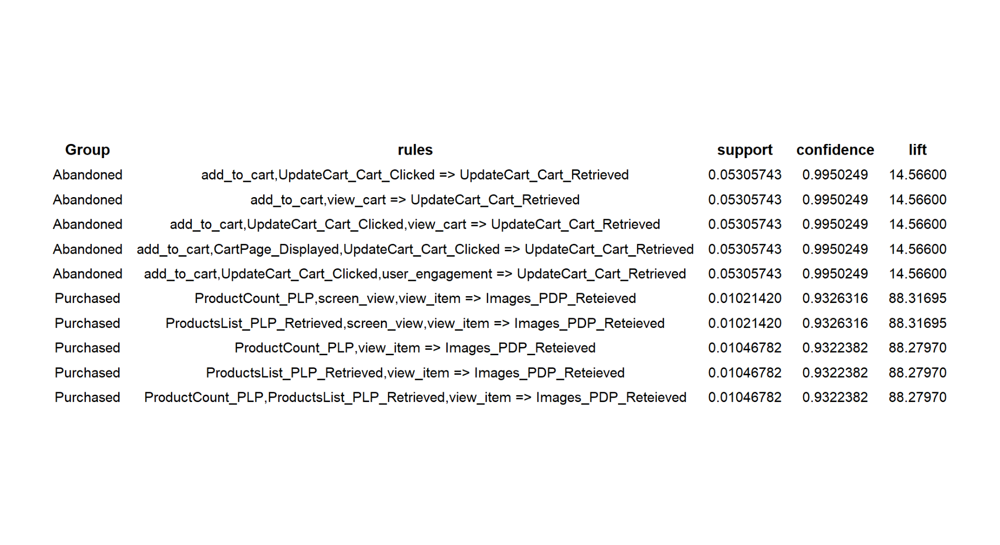 Group rules support confidence lift
Abandoned add_to_cart,UpdateCart_Cart_Clicked => UpdateCart_Cart_Retrieved 0.05305743 0.9950249 14.56600
Abandoned add_to_cart,view_cart => UpdateCart_Cart_Retrieved 0.05305743 0.9950249 14.56600
Abandoned add_to_cart,UpdateCart_Cart_Clicked,view_cart => UpdateCart_Cart_Retrieved 0.05305743 0.9950249 14.56600
Abandoned add_to_cart,CartPage_Displayed,UpdateCart_Cart_Clicked => UpdateCart_Cart_Retrieved 0.05305743 0.9950249 14.56600
Abandoned add_to_cart,UpdateCart_Cart_Clicked,user_engagement => UpdateCart_Cart_Retrieved 0.05305743 0.9950249 14.56600
Purchased ProductCount_PLP,screen_view,view_item => Images_PDP_Reteieved 0.01021420 0.9326316 88.31695
Purchased ProductsList_PLP_Retrieved,screen_view,view_item => Images_PDP_Reteieved 0.01021420 0.9326316 88.31695
Purchased ProductCount_PLP,view_item => Images_PDP_Reteieved 0.01046782 0.9322382 88.27970
Purchased ProductsList_PLP_Retrieved,view_item => Images_PDP_Reteieved 0.01046782 0.9322382 88.27970
Purchased ProductCount_PLP,ProductsList_PLP_Retrieved,view_item => Images_PDP_Reteieved 0.01046782 0.9322382 88.27970